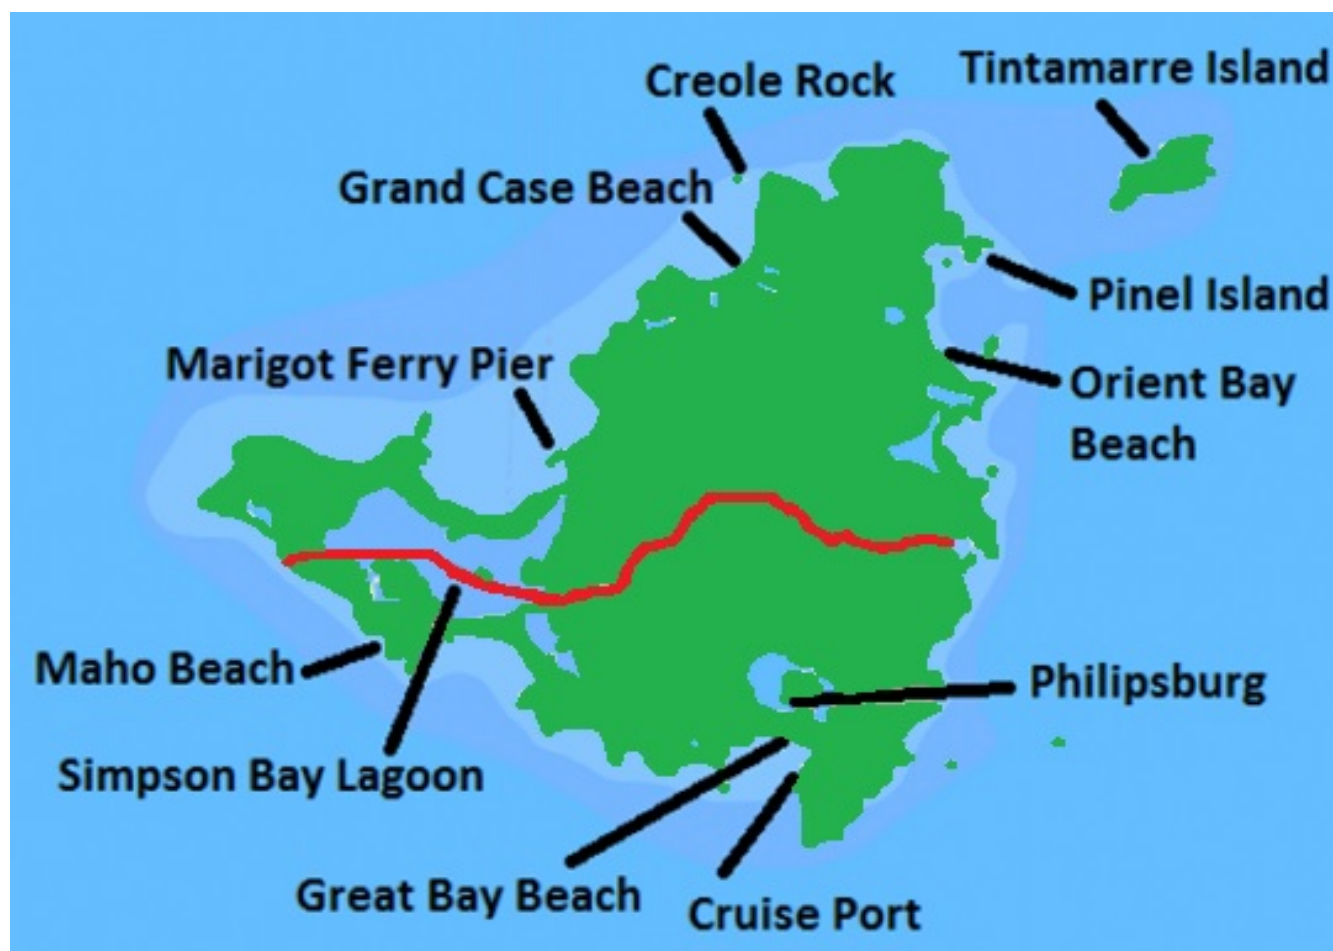 Tintamarre Island
Creole Rock
Grand Case Beach
Pinel Island
Marigot Ferry Pier
Orient Bay
Beach
Maho Beach
Philipsburg
Simpson Bay Lagoon
Great Bay Beach
Cruise Port